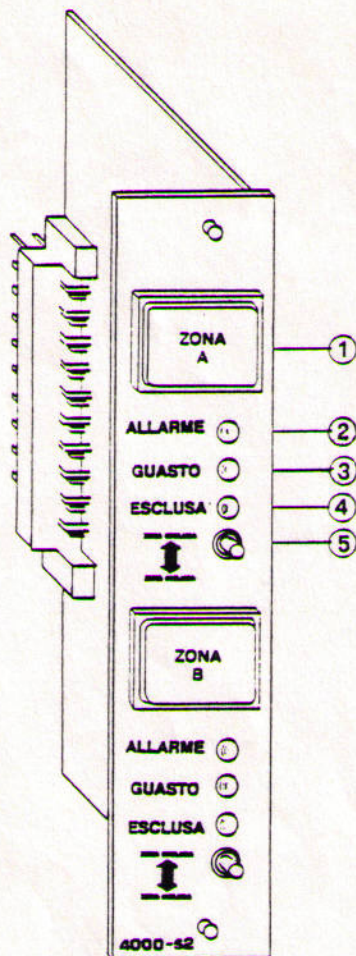 ZONA
A
1
ALLARME
2
GUASTO
3
ESCLUSA
4
5
ZONA
B
ALLARME
GUASTO
ESCLUSA
4000-s2